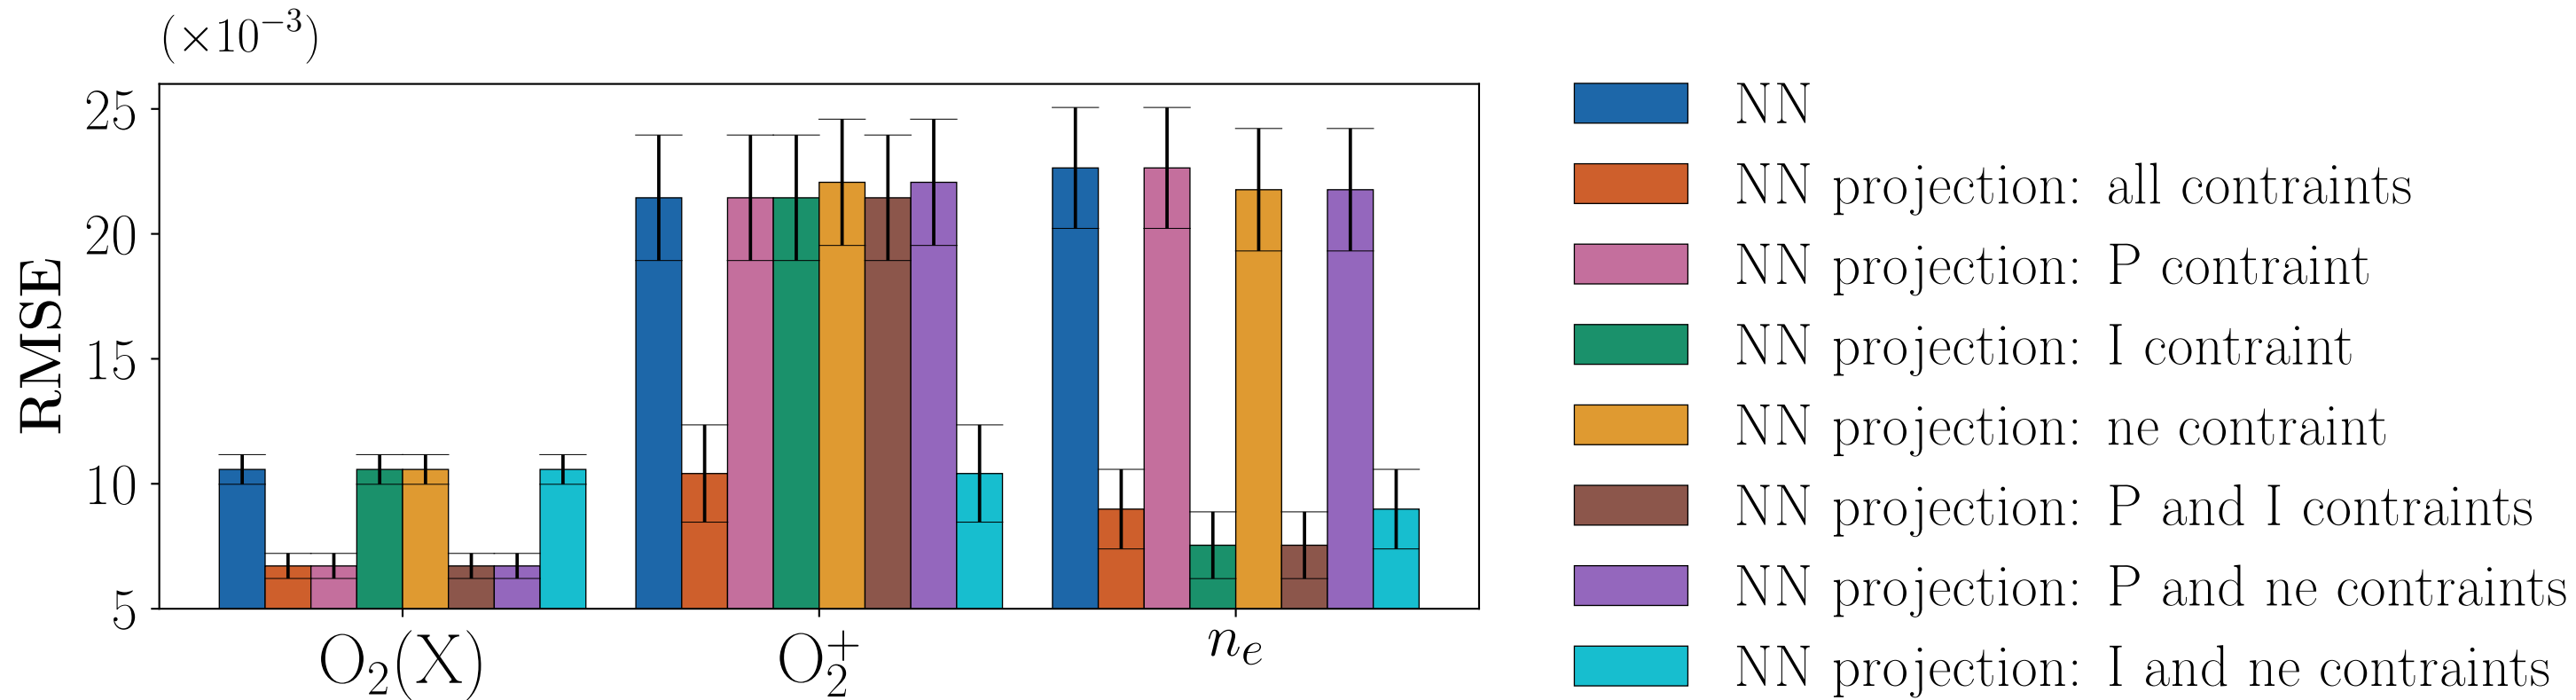 (×10⁻³)
25
20
15
10
5
RMSE
O₂(X)
O₂⁺
nₑ
NN
NN projection: all contraints
NN projection: P contraint
NN projection: I contraint
NN projection: ne contraint
NN projection: P and I contraints
NN projection: P and ne contraints
NN projection: I and ne contraints